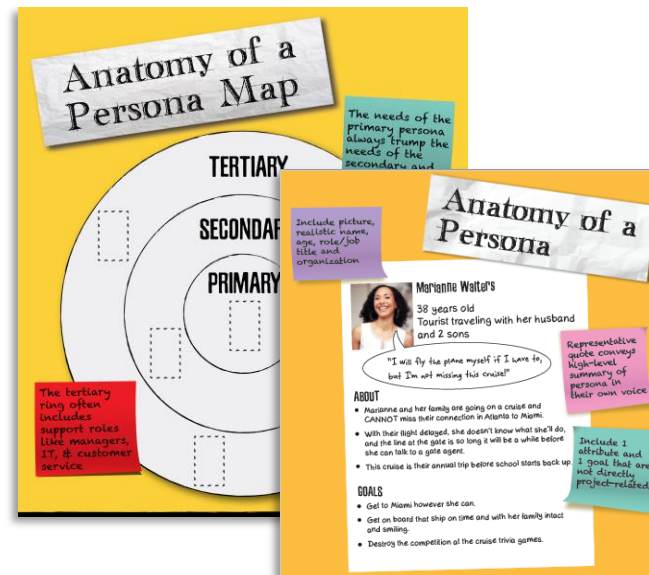 Anatomy of a
Persona Map
The needs of the
primary persona
always trump the
needs of the
secondary and
TERTIARY
SECONDAR
PRIMARY
The tertiary
ring often
includes
support roles
like managers,
IT, & customer
service
Anatomy of a
Persona
Include picture,
realistic name,
age, role/job
title and
organization
Marianne Walters
38 years old
Tourist traveling with her husband
and 2 sons
"I will fly the plane myself if I have to,
but I'm not missing this cruise!"
Representative
quote conveys
high-level
summary of
persona in
their own voice
ABOUT
• Marianne and her family are going on a cruise and
CANNOT miss their connection in Atlanta to Miami.
• With their flight delayed, she doesn't know what she'll do,
and the line at the gate is so long it will be a while before
she can talk to a gate agent.
• This cruise is their annual trip before school starts back up.
Include 1
attribute and
1 goal that are
not directly
project-related
GOALS
• Get to Miami however she can.
• Get on board that ship on time and with her family intact
and smiling.
• Destroy the competition at the cruise trivia games.